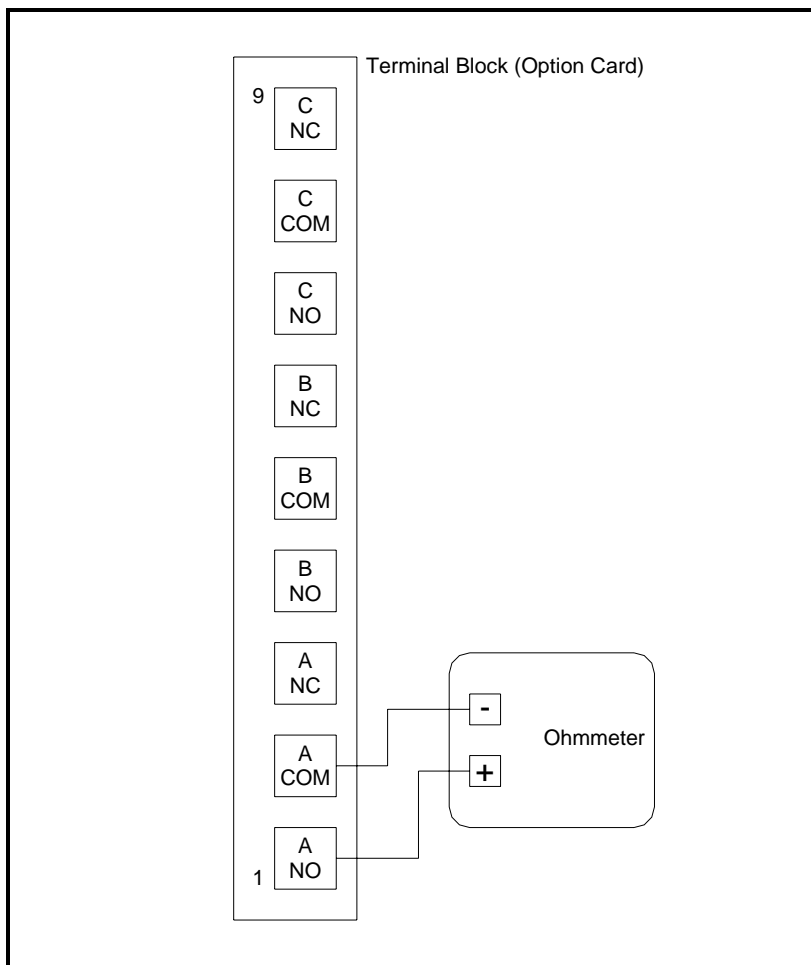 Terminal Block (Option Card)
9
C
NC
C
COM
C
NO
B
NC
B
COM
B
NO
A
NC
-
Ohmmeter
A
COM
+
A
NO
1